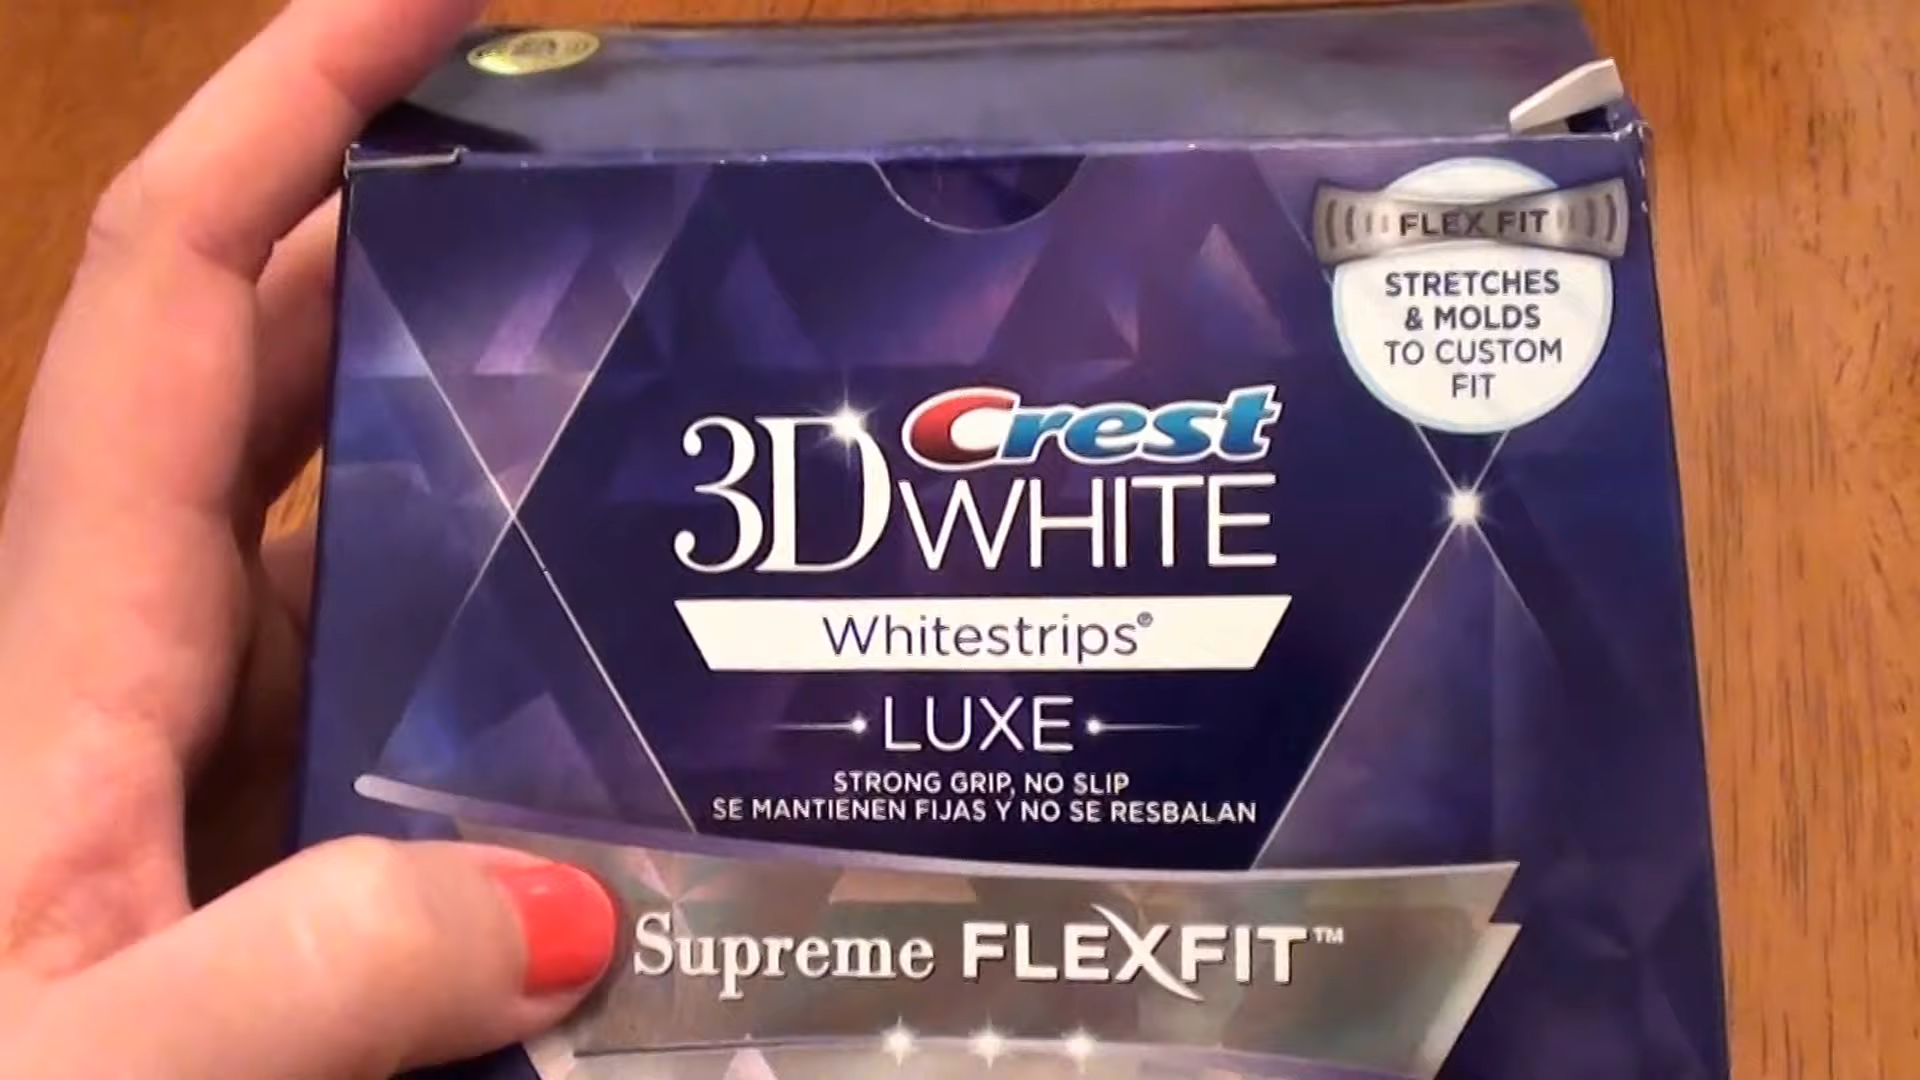 FLEX FIT
STRETCHES
& MOLDS
TO CUSTOM
FIT
Crest
3D WHITE
Whitestrips®
LUXE
STRONG GRIP, NO SLIP
SE MANTIENEN FIJAS Y NO SE RESBALAN
Supreme FLEXFIT™